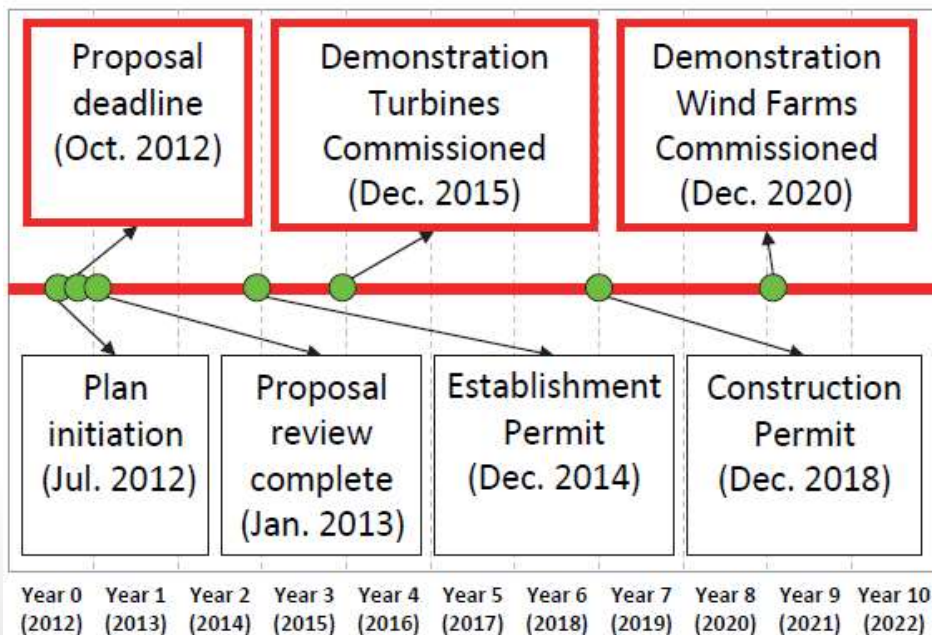 Proposal
deadline
(Oct. 2012)
Demonstration
Turbines
Commissioned
(Dec. 2015)
Demonstration
Wind Farms
Commissioned
(Dec. 2020)
Plan
initiation
(Jul. 2012)
Proposal
review
complete
(Jan. 2013)
Establishment
Permit
(Dec. 2014)
Construction
Permit
(Dec. 2018)
Year 0 Year 1 Year 2 Year 3 Year 4 Year 5 Year 6 Year 7 Year 8 Year 9 Year 10
(2012) (2013) (2014) (2015) (2016) (2017) (2018) (2019) (2020) (2021) (2022)